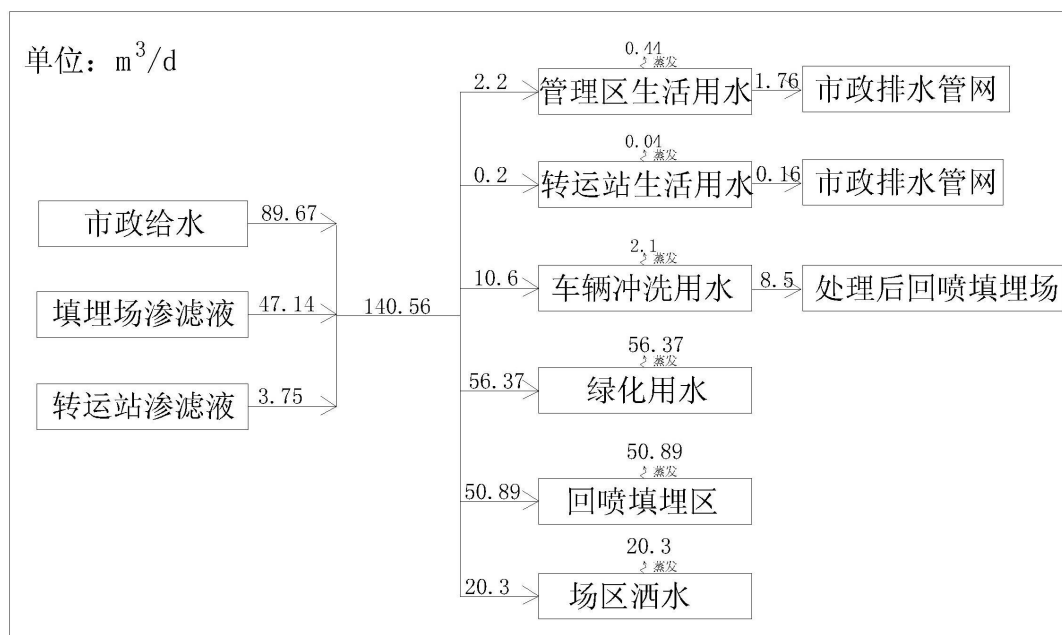 单位：m³/d
0.44
蒸发
2.2
管理区生活用水
1.76
市政排水管网
0.04
蒸发
0.2
转运站生活用水
0.16
市政排水管网
市政给水
89.67
2.1
蒸发
10.6
车辆冲洗用水
8.5
处理后回喷填埋场
填埋场渗滤液
47.14
140.56
56.37
蒸发
56.37
绿化用水
转运站渗滤液
3.75
50.89
蒸发
50.89
回喷填埋区
20.3
蒸发
20.3
场区洒水